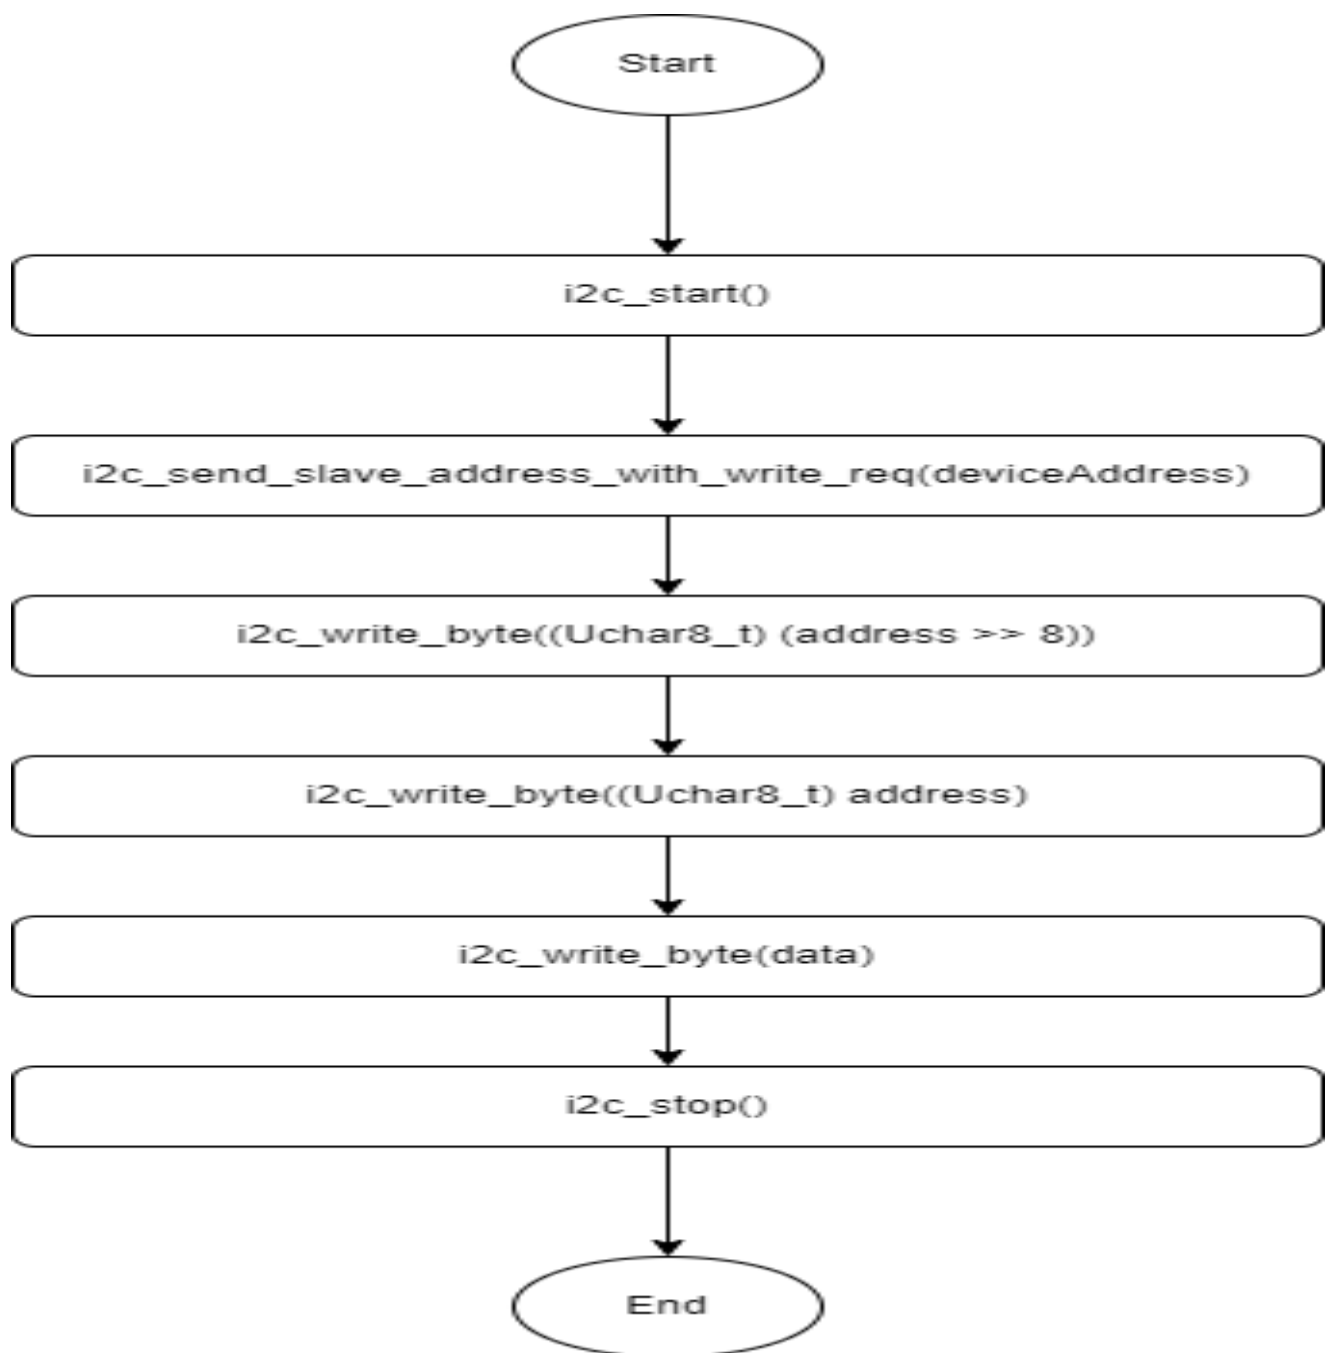 Start
i2c_start()
i2c_send_slave_address_with_write_req(deviceAddress)
i2c_write_byte((Uchar8_t) (address >> 8))
i2c_write_byte((Uchar8_t) address)
i2c_write_byte(data)
i2c_stop()
End